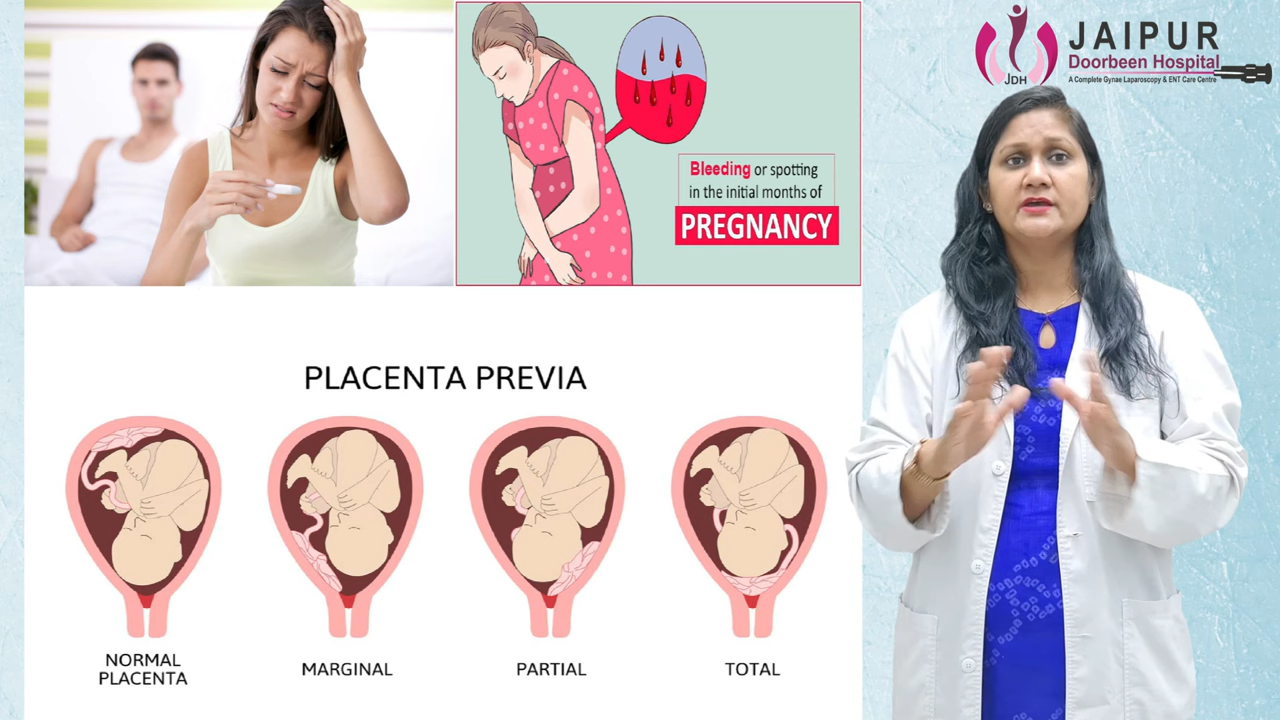 JAIPUR
Doorbeen Hospital
A Complete Gynae Laparoscopy & ENT Care Centre
JDH
Bleeding or spotting
in the initial months of
PREGNANCY
PLACENTA PREVIA
NORMAL
PLACENTA
MARGINAL
PARTIAL
TOTAL